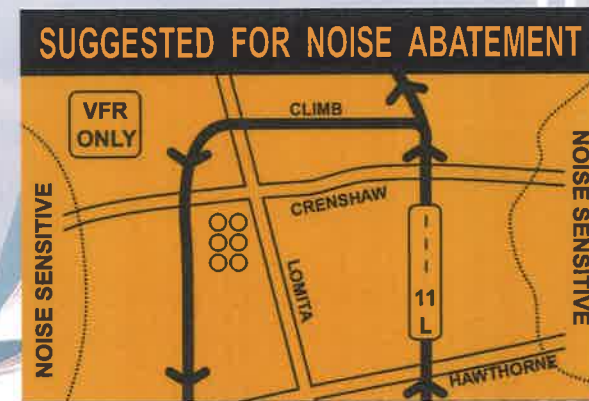 SUGGESTED FOR NOISE ABATEMENT
VFR
ONLY
CLIMB
NOISE SENSITIVE
CRENSHAW
LOMITA
11
L
HAWTHORNE
NOISE SENSITIVE